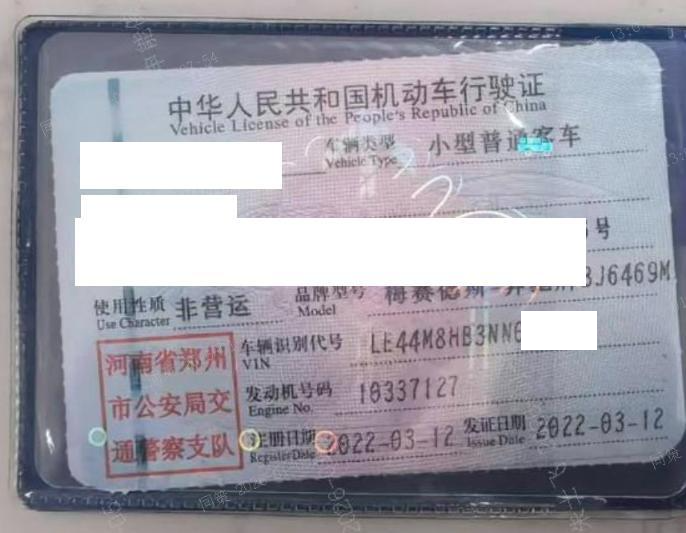 中华人民共和国机动车行驶证
Vehicle License of the People's Republic of China
车辆类型 小型普通客车
Vehicle Type
号
使用性质 非营运 品牌型号 梅赛德斯 BJ6469M
Use Character Model
河南省郑州
市公安局交
通警察支队
车辆识别代号 LE44M8HB3NN6
VIN
发动机号码 10337127
Engine No.
注册日期 2022-03-12 发证日期 2022-03-12
Register Date Issue Date